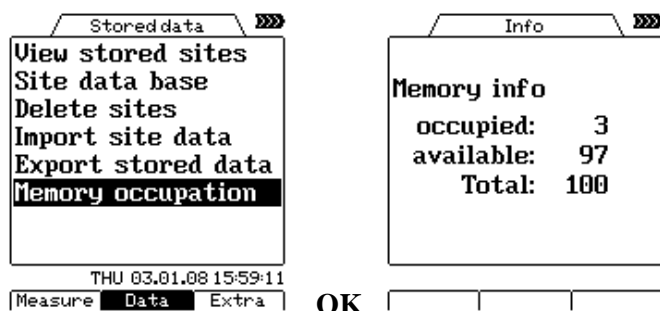 Stored data
View stored sites
Site data base
Delete sites
Import site data
Export stored data
Memory occupation
THU 03.01.08 15:59:11
Measure Data Extra
OK
Info
Memory info
occupied: 3
available: 97
Total: 100